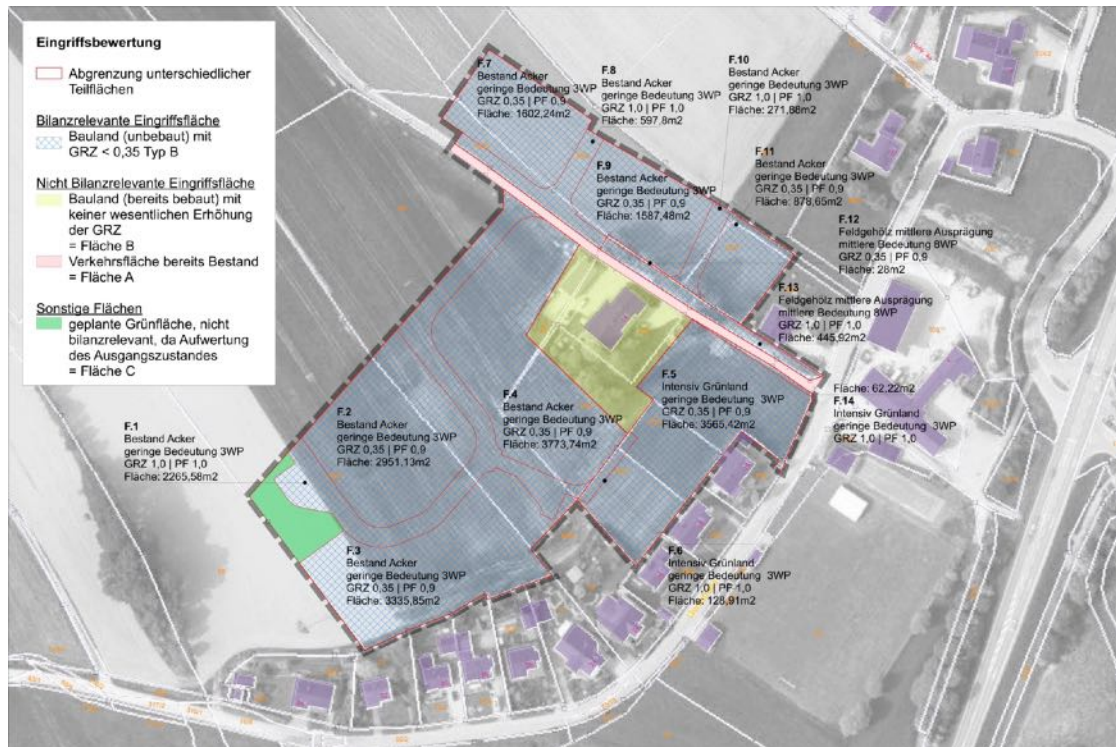 Eingriffsbewertung
Abgrenzung unterschiedlicher
Teilflächen
Bilanzrelevante Eingriffsfläche
Bauland (unbebaut) mit
GRZ < 0,35 Typ B
Nicht Bilanzrelevante Eingriffsfläche
Bauland (bereits bebaut) mit
keiner wesentlichen Erhöhung
der GRZ
= Fläche B
Verkehrsfläche bereits Bestand
= Fläche A
Sonstige Flächen
geplante Grünfläche, nicht
bilanzrelevant, da Aufwertung
des Ausgangszustandes
= Fläche C
F.7
Bestand Acker
geringe Bedeutung 3WP
GRZ 0,35 | PF 0,9
Fläche: 1602,24m2
F.8
Bestand Acker
geringe Bedeutung 3WP
GRZ 1,0 | PF 1,0
Fläche: 597,8m2
F.10
Bestand Acker
geringe Bedeutung 3WP
GRZ 1,0 | PF 1,0
Fläche: 271,88m2
F.9
Bestand Acker
geringe Bedeutung 3WP
GRZ 0,35 | PF 0,9
Fläche: 1587,48m2
F.11
Bestand Acker
geringe Bedeutung 3WP
GRZ 0,35 | PF 0,9
Fläche: 878,65m2
F.12
Feldgehölz mittlere Ausprägung
mittlere Bedeutung 8WP
GRZ 0,35 | PF 0,9
Fläche: 28m2
F.13
Feldgehölz mittlere Ausprägung
mittlere Bedeutung 8WP
GRZ 1,0 | PF 1,0
Fläche: 445,92m2
F.5
Intensiv Grünland
geringe Bedeutung 3WP
GRZ 0,35 | PF 0,9
Fläche: 3565,42m2
Fläche: 62,22m2
F.14
Intensiv Grünland
geringe Bedeutung 3WP
GRZ 1,0 | PF 1,0
F.4
Bestand Acker
geringe Bedeutung 3WP
GRZ 0,35 | PF 0,9
Fläche: 3773,74m2
F.2
Bestand Acker
geringe Bedeutung 3WP
GRZ 0,35 | PF 0,9
Fläche: 2951,13m2
F.1
Bestand Acker
geringe Bedeutung 3WP
GRZ 1,0 | PF 1,0
Fläche: 2265,58m2
F.3
Bestand Acker
geringe Bedeutung 3WP
GRZ 0,35 | PF 0,9
Fläche: 3335,85m2
F.6
Intensiv Grünland
geringe Bedeutung 3WP
GRZ 1,0 | PF 1,0
Fläche: 128,91m2